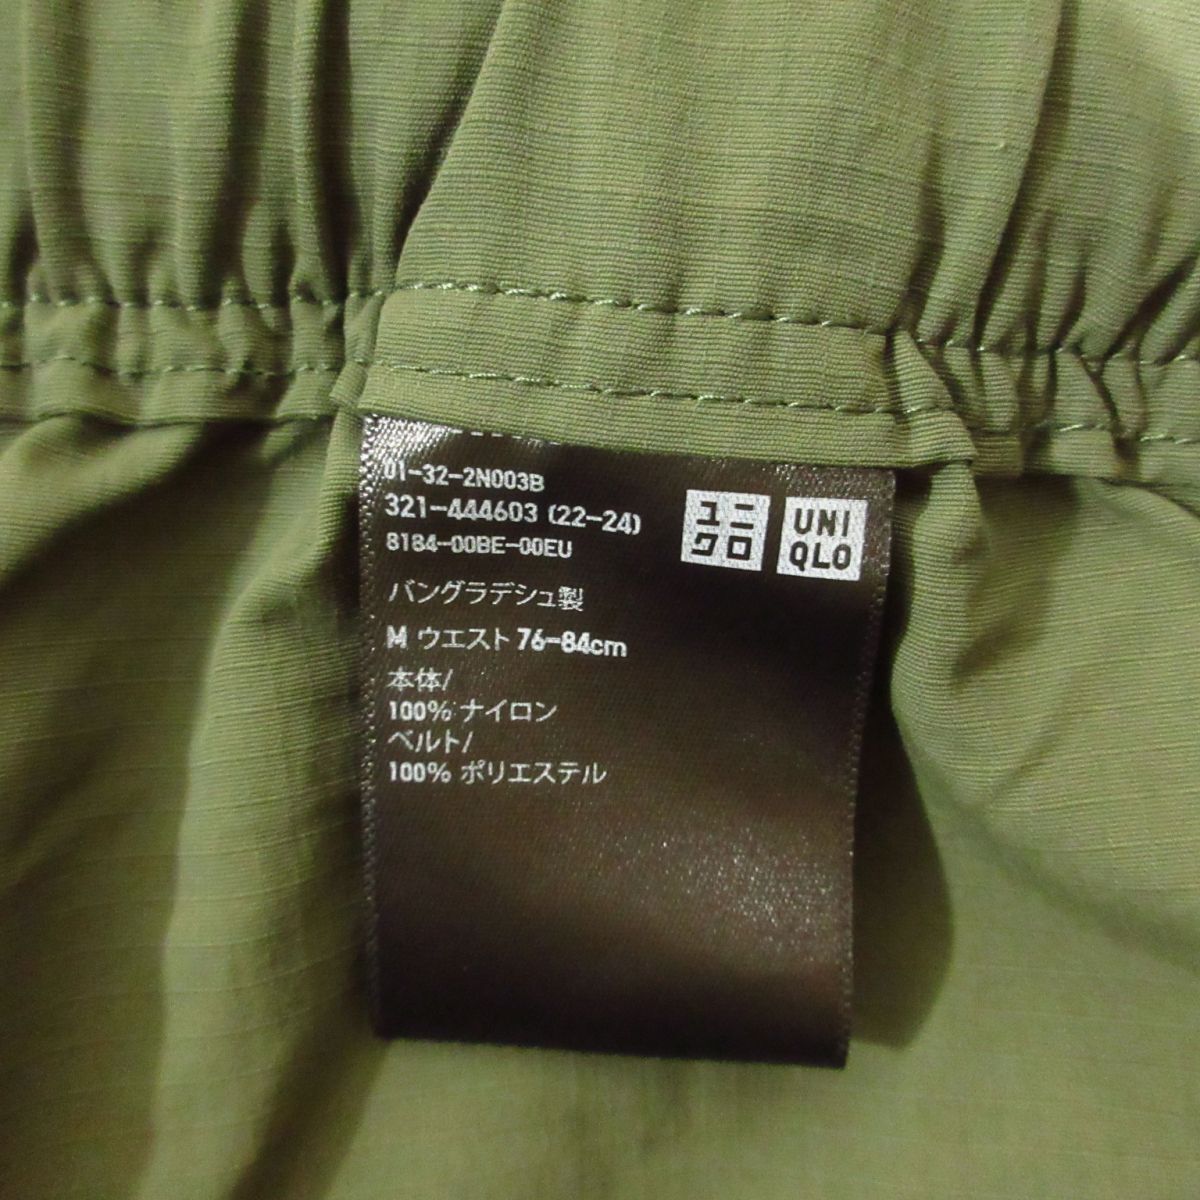 01-32-2N003B
321-444603 (22-24)
8184-00BE-00EU
バングラデシュ製
M ウエスト 76-84cm
本体/
100% ナイロン
ベルト/
100% ポリエステル
ユニ
クロ
UNI
QLO